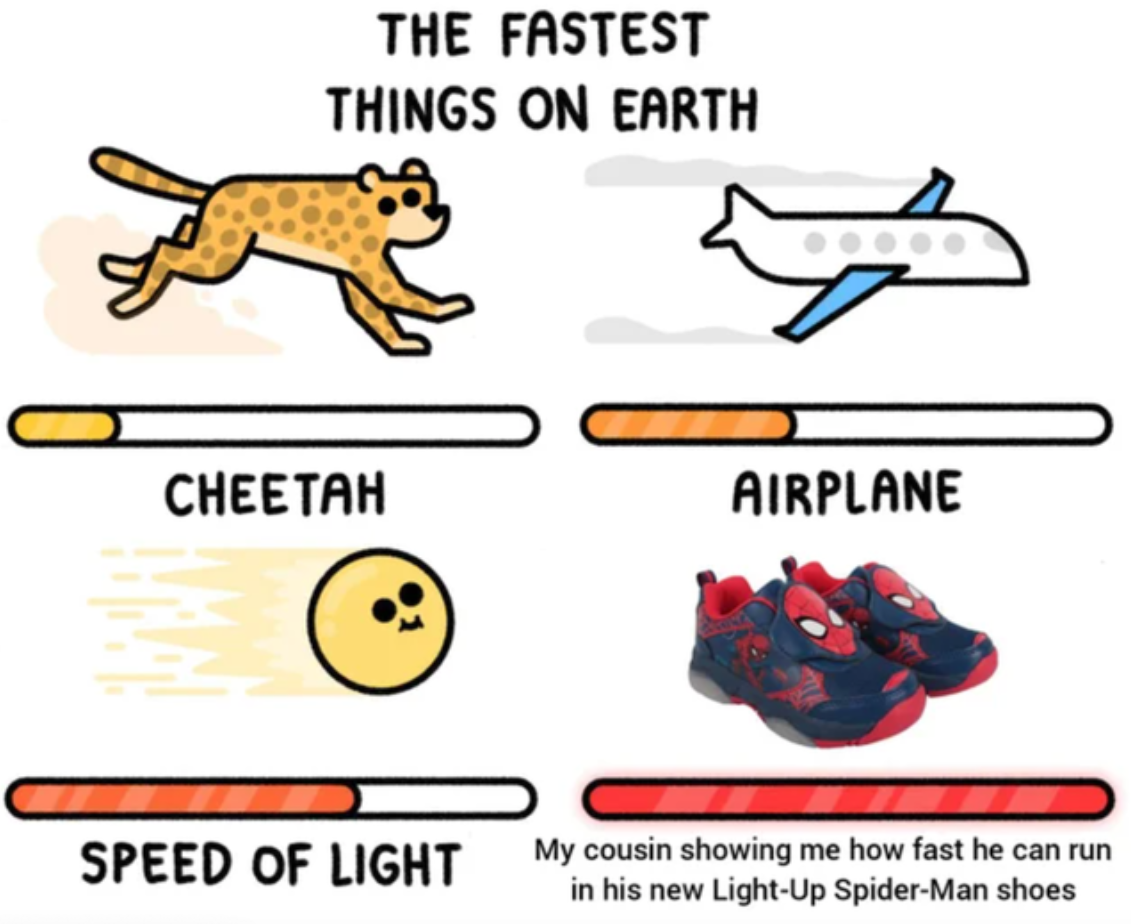 THE FASTEST
THINGS ON EARTH
CHEETAH
AIRPLANE
SPEED OF LIGHT
My cousin showing me how fast he can run
in his new Light-Up Spider-Man shoes